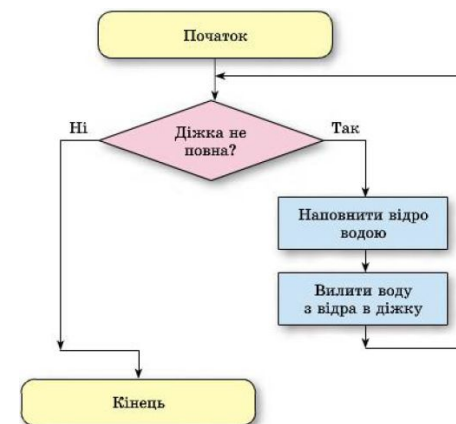 Початок
Ні
Діжка не
повна?
Так
Наповнити відро
водою
Вилити воду
з відра в діжку
Кінець